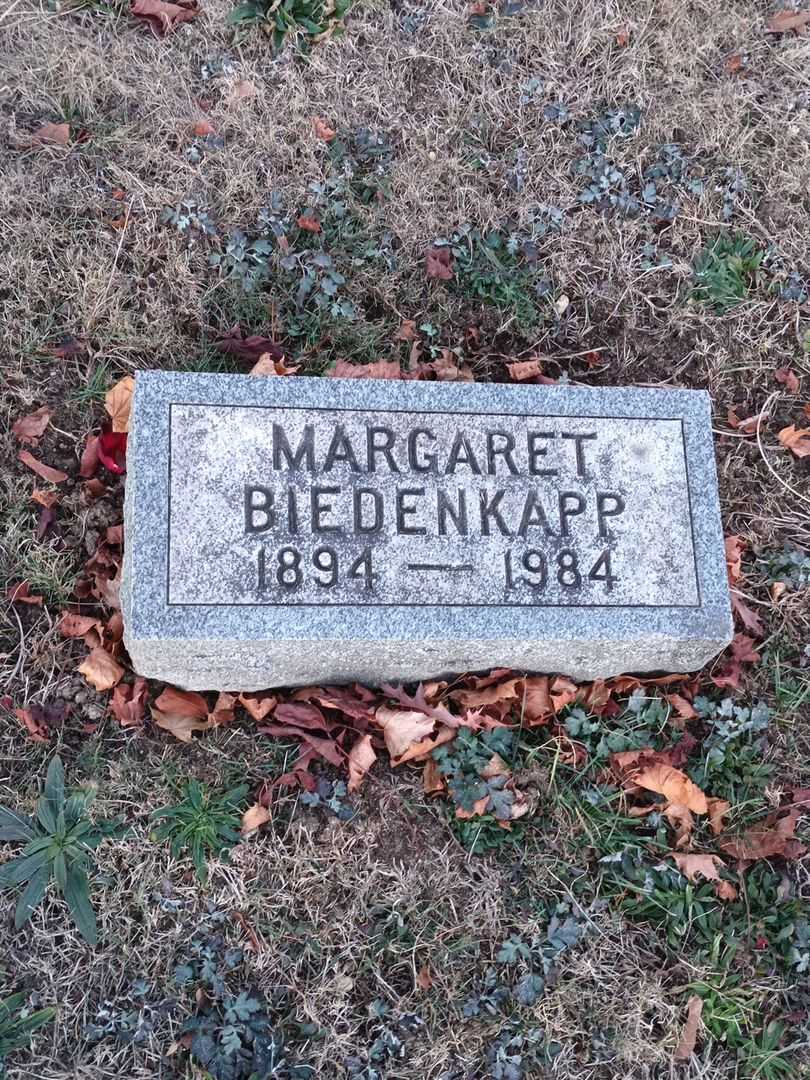 MARGARET
BIEDENKAPP
1894 — 1984